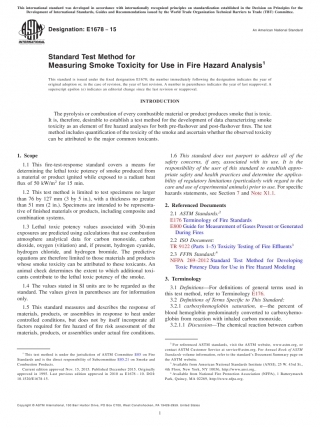 This international standard was developed in accordance with internationally recognized principles on standardization established in the Decision on Principles for the
Development of International Standards, Guides and Recommendations issued by the World Trade Organization Technical Barriers to Trade (TBT) Committee.
Designation: E1678 − 15
An American National Standard
INTERNATIONAL
Standard Test Method for
Measuring Smoke Toxicity for Use in Fire Hazard Analysis1
This standard is issued under the fixed designation E1678; the number immediately following the designation indicates the year of
original adoption or, in the case of revision, the year of last revision. A number in parentheses indicates the year of last reapproval. A
superscript epsilon (ε) indicates an editorial change since the last revision or reapproval.
INTRODUCTION
The pyrolysis or combustion of every combustible material or product produces smoke that is toxic.
It is, therefore, desirable to establish a test method for the development of data characterizing smoke
toxicity as an element of fire hazard analyses for both pre-flashover and post-flashover fires. The test
method includes quantification of the toxicity of the smoke and ascertains whether the observed toxicity
can be attributed to the major common toxicants.
1. Scope
1.1 This fire-test-response standard covers a means for
determining the lethal toxic potency of smoke produced from
a material or product ignited while exposed to a radiant heat
flux of 50 kW/m2 for 15 min.
1.2 This test method is limited to test specimens no larger
than 76 by 127 mm (3 by 5 in.), with a thickness no greater
than 51 mm (2 in.). Specimens are intended to be representa-
tive of finished materials or products, including composite and
combination systems.
1.3 Lethal toxic potency values associated with 30-min
exposures are predicted using calculations that use combustion
atmosphere analytical data for carbon monoxide, carbon
dioxide, oxygen (vitiation) and, if present, hydrogen cyanide,
hydrogen chloride, and hydrogen bromide. The predictive
equations are therefore limited to those materials and products
whose smoke toxicity can be attributed to these toxicants. An
animal check determines the extent to which additional toxi-
cants contribute to the lethal toxic potency of the smoke.
1.4 The values stated in SI units are to be regarded as the
standard. The values given in parentheses are for information
only.
1.5 This standard measures and describes the response of
materials, products, or assemblies in response to heat under
controlled conditions, but does not by itself incorporate all
factors required for fire hazard of fire risk assessment of the
materials, products, or assemblies under actual fire conditions.
1.6 This standard does not purport to address all of the
safety concerns, if any, associated with its use. It is the
responsibility of the user of this standard to establish appro-
priate safety and health practices and determine the applica-
bility of regulatory limitations (particularly with regard to the
care and use of experimental animals) prior to use. For specific
hazards statements, see Section 7 and Note X1.1.
2. Referenced Documents
2.1 ASTM Standards:2
E176 Terminology of Fire Standards
E800 Guide for Measurement of Gases Present or Generated
During Fires
2.2 ISO Document:
TR 9122 (Parts 1-5) Toxicity Testing of Fire Effluents3
2.3 NFPA Standard:4
NFPA 269–2012 Standard Test Method for Developing
Toxic Potency Data for Use in Fire Hazard Modeling
3. Terminology
3.1 Definitions—For definitions of general terms used in
this test method, refer to Terminology E176.
3.2 Definitions of Terms Specific to This Standard:
3.2.1 carboxyhemoglobin saturation, n—the percent of
blood hemoglobin predominately converted to carboxyhemo-
globin from reaction with inhaled carbon monoxide.
3.2.1.1 Discussion—The chemical reaction between carbon
1 This test method is under the jurisdiction of ASTM Committee E05 on Fire
Standards and is the direct responsibility of Subcommittee E05.21 on Smoke and
Combustion Products.
Current edition approved Nov. 15, 2015. Published December 2015. Originally
approved in 1995. Last previous edition approved in 2010 as E1678 – 10. DOI:
10.1520/E1678-15.
2 For referenced ASTM standards, visit the ASTM website, www.astm.org, or
contact ASTM Customer Service at service@astm.org. For Annual Book of ASTM
Standards volume information, refer to the standard's Document Summary page on
the ASTM website.
3 Available from American National Standards Institute (ANSI), 25 W. 43rd St.,
4th Floor, New York, NY 10036, http://www.ansi.org.
4 Available from National Fire Protection Association (NFPA), 1 Batterymarch
Park, Quincy, MA 02169, http://www.nfpa.org.
Copyright © ASTM International, 100 Barr Harbor Drive, PO Box C700, West Conshohocken, PA 19428-2959. United States
1